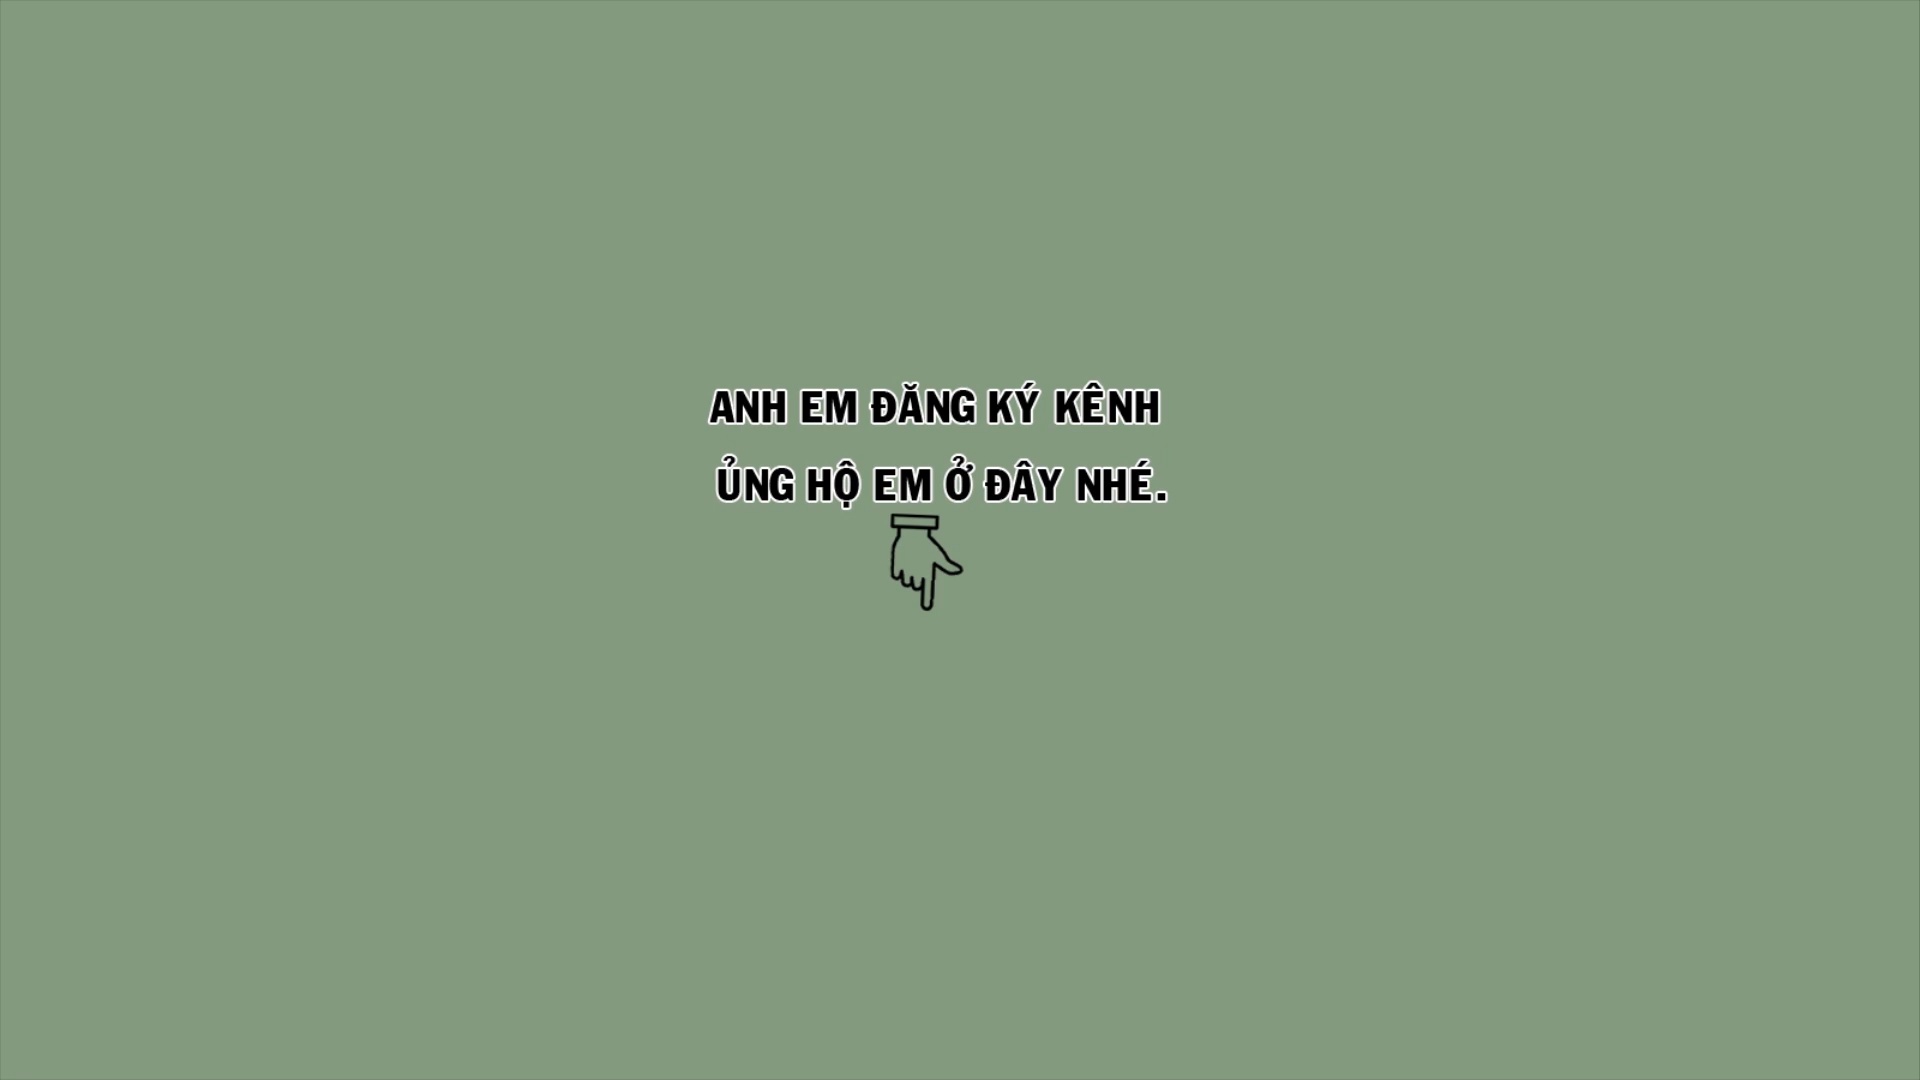 ANH EM ĐĂNG KÝ KÊNH
ỦNG HỘ EM Ở ĐÂY NHÉ.